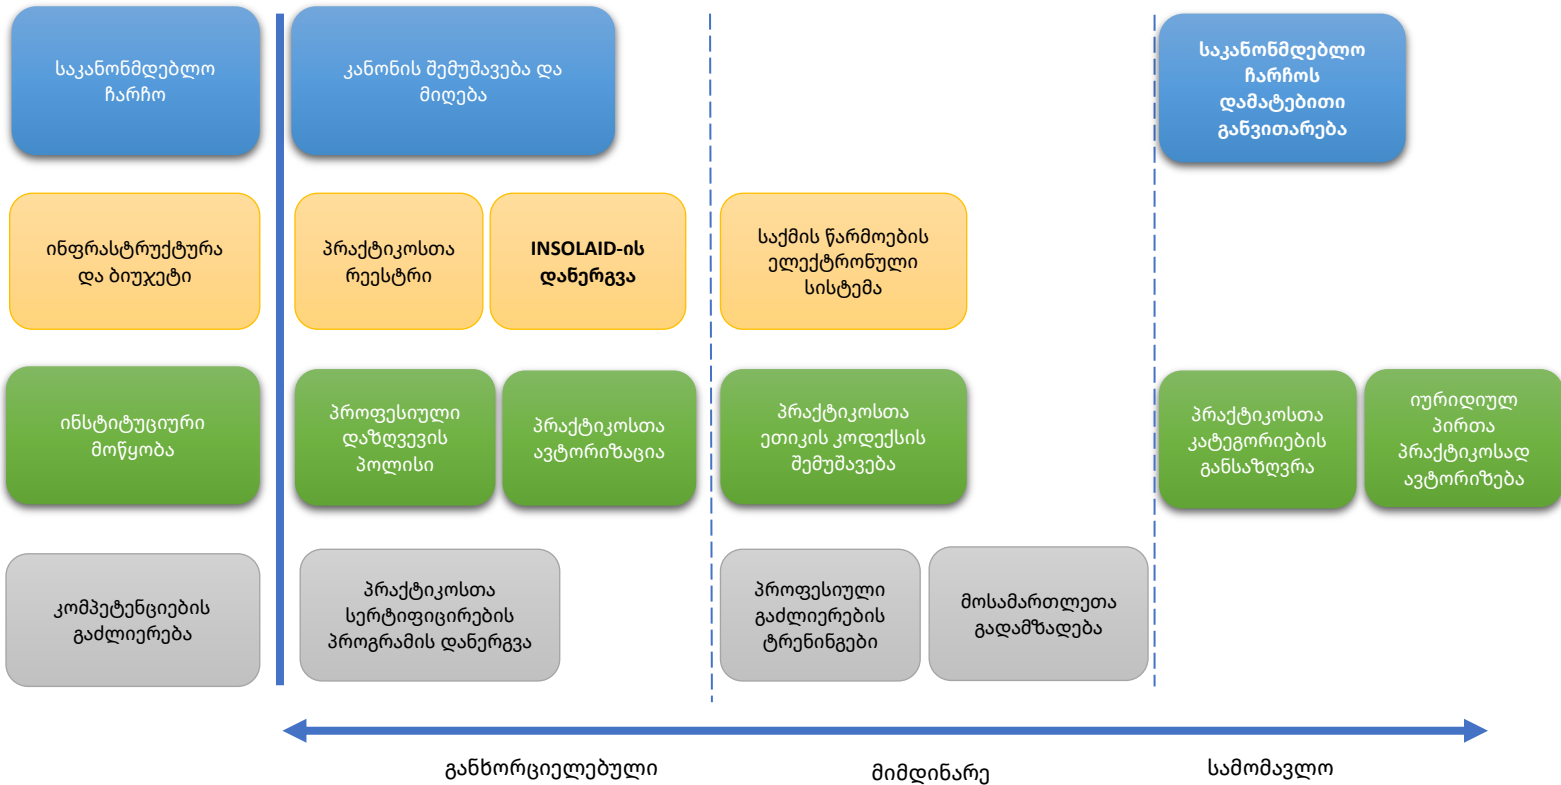 საკანონმდებლო
ჩარჩო
კანონის შემუშავება და
მიღება
საკანონმდებლო
ჩარჩოს
დამატებითი
განვითარება
ინფრასტრუქტურა
და ბიუჯეტი
პრაქტიკოსთა
რეესტრი
INSOLAID-ის
დანერგვა
საქმის წარმოების
ელექტრონული
სისტემა
ინსტიტუციური
მოწყობა
პროფესიული
დაზღვევის
პოლისი
პრაქტიკოსთა
ავტორიზაცია
პრაქტიკოსთა
ეთიკის კოდექსის
შემუშავება
პრაქტიკოსთა
კატეგორიების
განსაზღვრა
იურიდიულ
პირთა
პრაქტიკოსად
ავტორიზება
კომპეტენციების
გაძლიერება
პრაქტიკოსთა
სერტიფიცირების
პროგრამის დანერგვა
პროფესიული
გაძლიერების
ტრენინგები
მოსამართლეთა
გადამზადება
განხორციელებული
მიმდინარე
სამომავლო